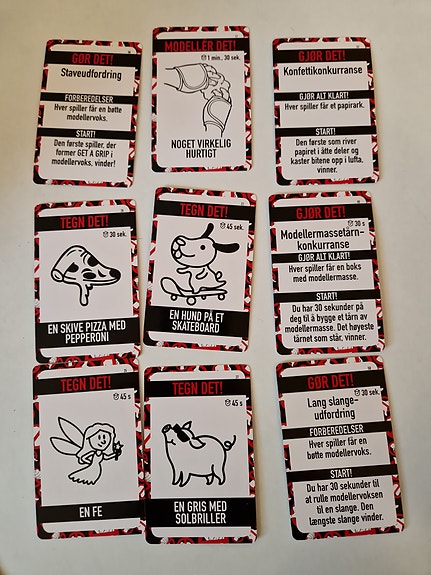 GØR DET!
Staveudfordring
FORBEREDELSER
Hver spiller får en bøtte
modellervoks.
START!
Den første spiller, der
former GET A GRIP i
modellervoks, vinder!
MODELLER DET!
1 min., 30 sek.
NOGET VIRKELIG
HURTIGT
GJØR DET!
Konfettikonkurranse
GJØR ALT KLART!
Hver spiller får et papirark.
START!
Den første som river
papiret i åtte deler og
kaster bitene opp i lufta,
vinner.
TEGN DET!
30 sek.
EN SKIVE PIZZA MED
PEPPERONI
TEGN DET!
45 sek.
EN HUND PÅ ET
SKATEBOARD
GJØR DET!
30 s
Modellermassetårn-
konkurranse
GJØR ALT KLART!
Hver spiller får en boks
med modellermasse.
START!
Du har 30 sekunder på
deg til å bygge et tårn av
modellermasse. Det høyeste
tårnet som står, vinner.
TEGN DET!
45 s
EN FE
TEGN DET!
45 s
EN GRIS MED
SOLBRILLER
GØR DET!
30 sek.
Lang slange-
udfordring
FORBEREDELSER
Hver spiller får en
bøtte modellervoks.
START!
Du har 30 sekunder til
at rulle modellervoksen
til en slange. Den
længste slange vinder.